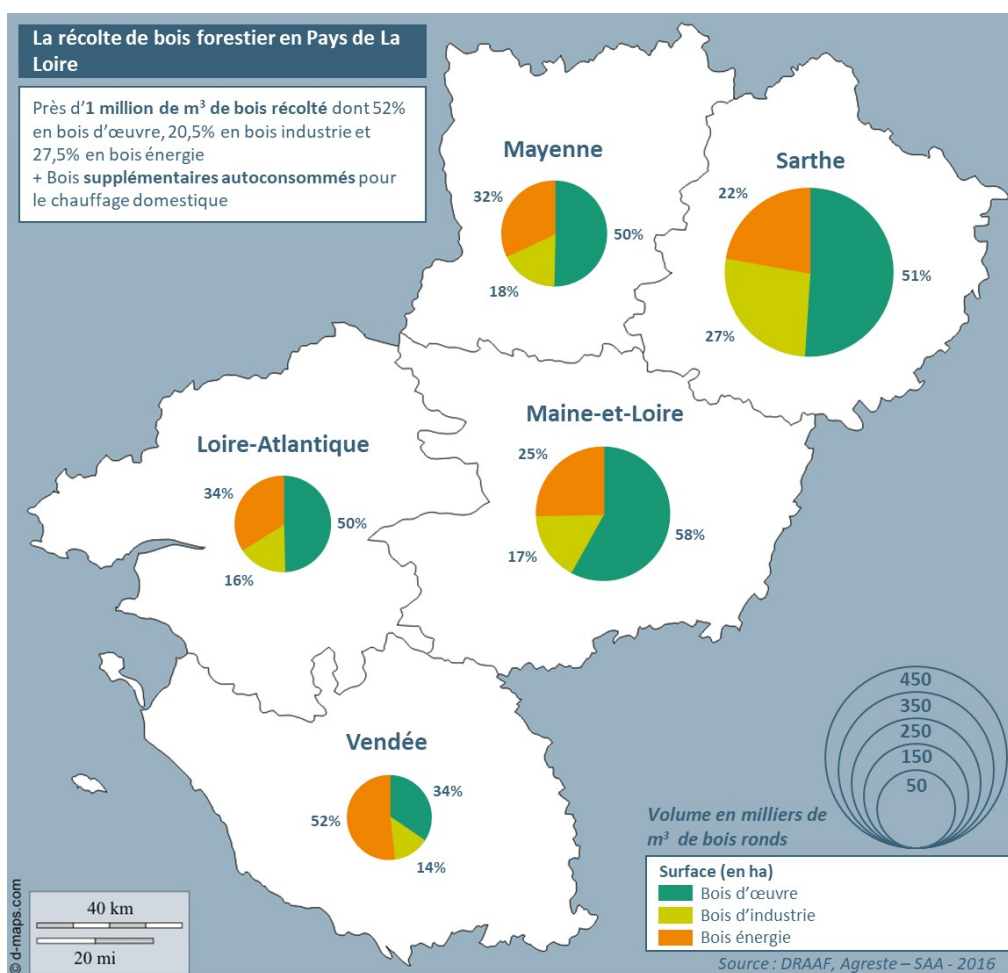 La récolte de bois forestier en Pays de La
Loire
Près d'1 million de m³ de bois récolté dont 52%
en bois d'œuvre, 20,5% en bois industrie et
27,5% en bois énergie
+ Bois supplémentaires autoconsommés pour
le chauffage domestique
Mayenne
32%
50%
18%
Sarthe
22%
51%
27%
Maine-et-Loire
25%
58%
17%
Loire-Atlantique
34%
50%
16%
Vendée
34%
52%
14%
450
350
250
150
50
Volume en milliers de
m³ de bois ronds
Surface (en ha)
Bois d'œuvre
Bois d'industrie
Bois énergie
Source : DRAAF, Agreste – SAA - 2016
40 km
20 mi
© d-maps.com